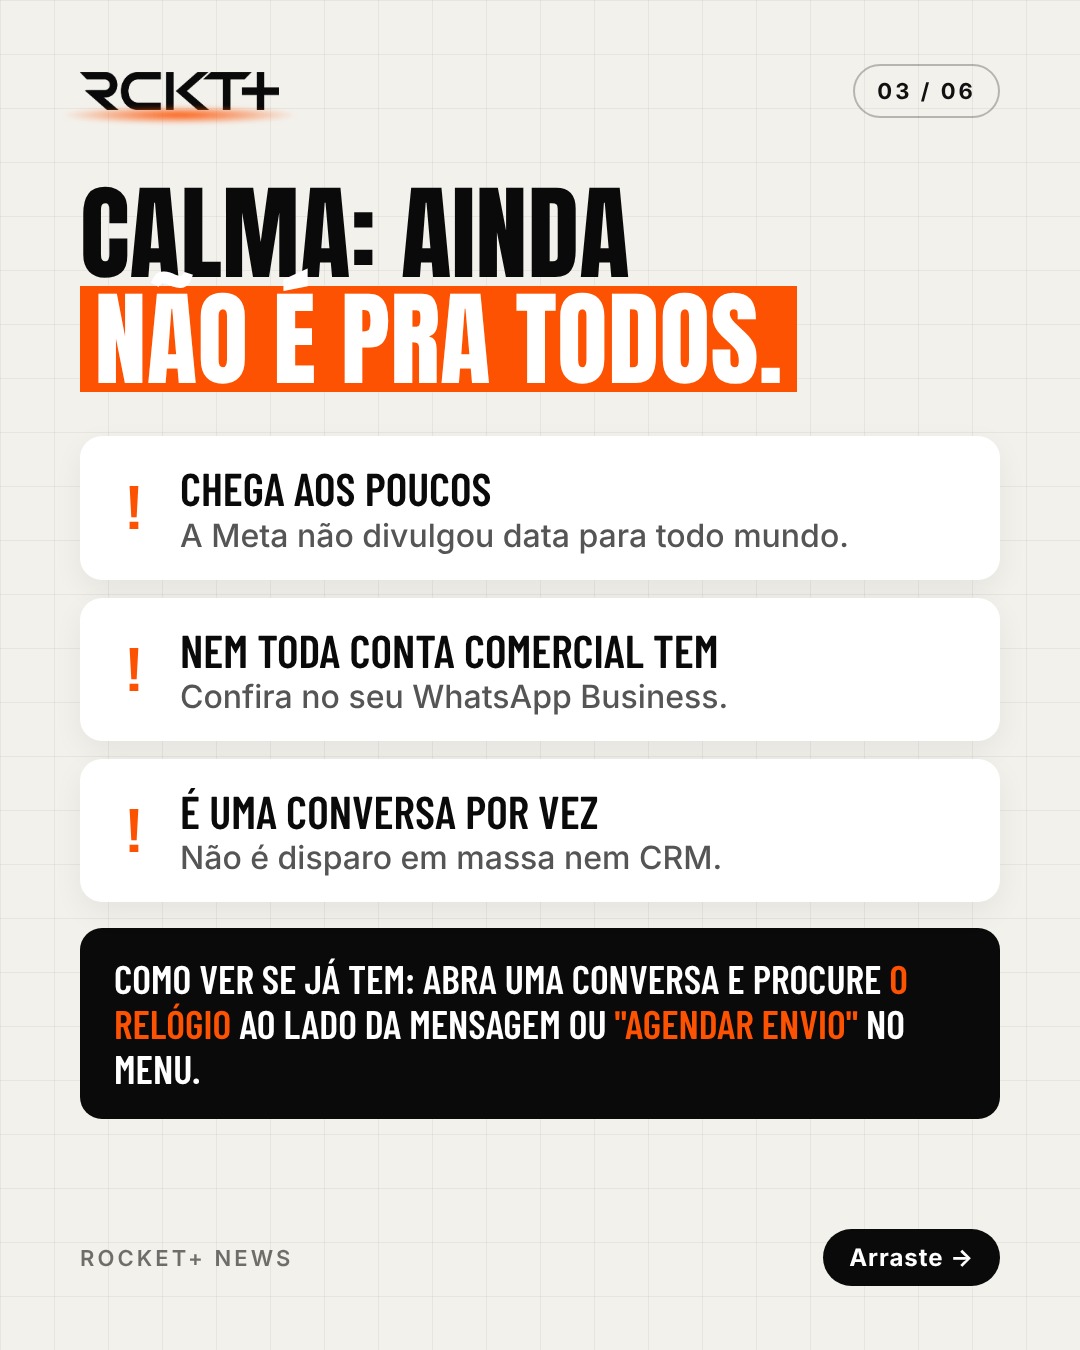 RCKT+
03 / 06
CALMA: AINDA
NÃO É PRA TODOS.
!
CHEGA AOS POUCOS
A Meta não divulgou data para todo mundo.
!
NEM TODA CONTA COMERCIAL TEM
Confira no seu WhatsApp Business.
!
É UMA CONVERSA POR VEZ
Não é disparo em massa nem CRM.
COMO VER SE JÁ TEM: ABRA UMA CONVERSA E PROCURE O
RELÓGIO AO LADO DA MENSAGEM OU "AGENDAR ENVIO" NO
MENU.
ROCKET+ NEWS
Arraste →